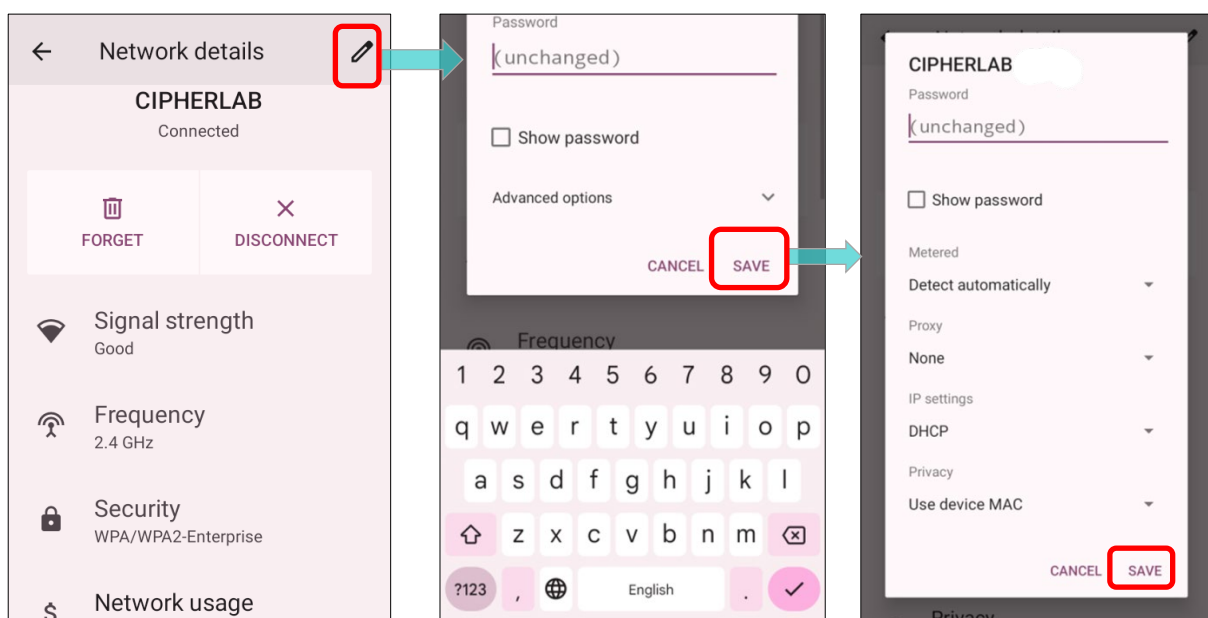 Network details
CIPHERLAB
Connected
FORGET
DISCONNECT
Signal strength
Good
Frequency
2.4 GHz
Security
WPA/WPA2-Enterprise
$
Network usage
Password
(unchanged)
Show password
Advanced options
CANCEL
SAVE
Frequency
1 2 3 4 5 6 7 8 9 0
q w e r t y u i o p
a s d f g h j k l
z x c v b n m
?123 , English .
CIPHERLAB
Password
(unchanged)
Show password
Metered
Detect automatically
Proxy
None
IP settings
DHCP
Privacy
Use device MAC
CANCEL
SAVE
Privacy